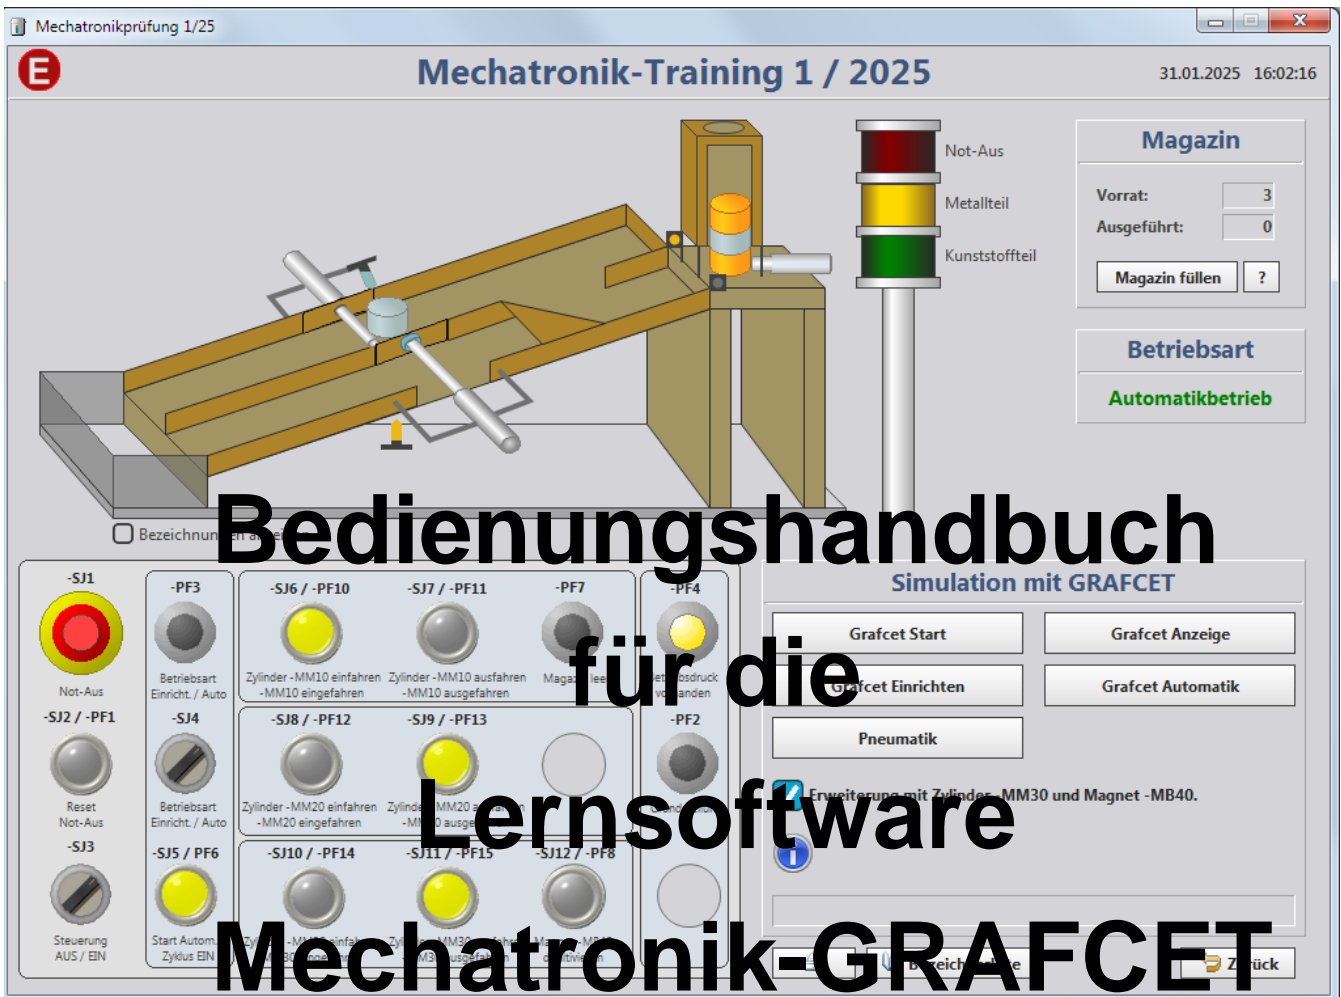 Mechatronikprüfung 1/25
E
Mechatronik-Training 1 / 2025
31.01.2025 16:02:16
Not-Aus
Metallteil
Kunststoffteil
Magazin
Vorrat: 3
Ausgeführt: 0
Magazin füllen ?
Betriebsart
Automatikbetrieb
Bedienungshandbuch
für die
Lernsoftware
Mechatronik-GRAFCET
-SJ1
Not-Aus
-SJ2 / -PF1
Reset
Not-Aus
-SJ3
Steuerung
AUS / EIN
-PF3
Betriebsart
Einricht. / Auto
-SJ4
Betriebsart
Einricht. / Auto
-SJ5 / PF6
Start Autom.
Zyklus EIN
-SJ6 / -PF10
Zylinder -MM10 einfahren
-MM10 eingefahren
-SJ7 / -PF11
Zylinder -MM10 ausfahren
-MM10 ausgefahren
-PF7
-SJ8 / -PF12
Zylinder -MM20 einfahren
-MM20 eingefahren
-SJ9 / -PF13
-SJ10 / -PF14
-SJ11 / -PF15
-SJ12 / -PF8
-PF4
-PF2
Simulation mit GRAFCET
Grafcet Start
Grafcet Anzeige
Grafcet Einrichten
Grafcet Automatik
Pneumatik
Erweiterung mit Zylinder -MM30 und Magnet -MB40.
i
Zurück